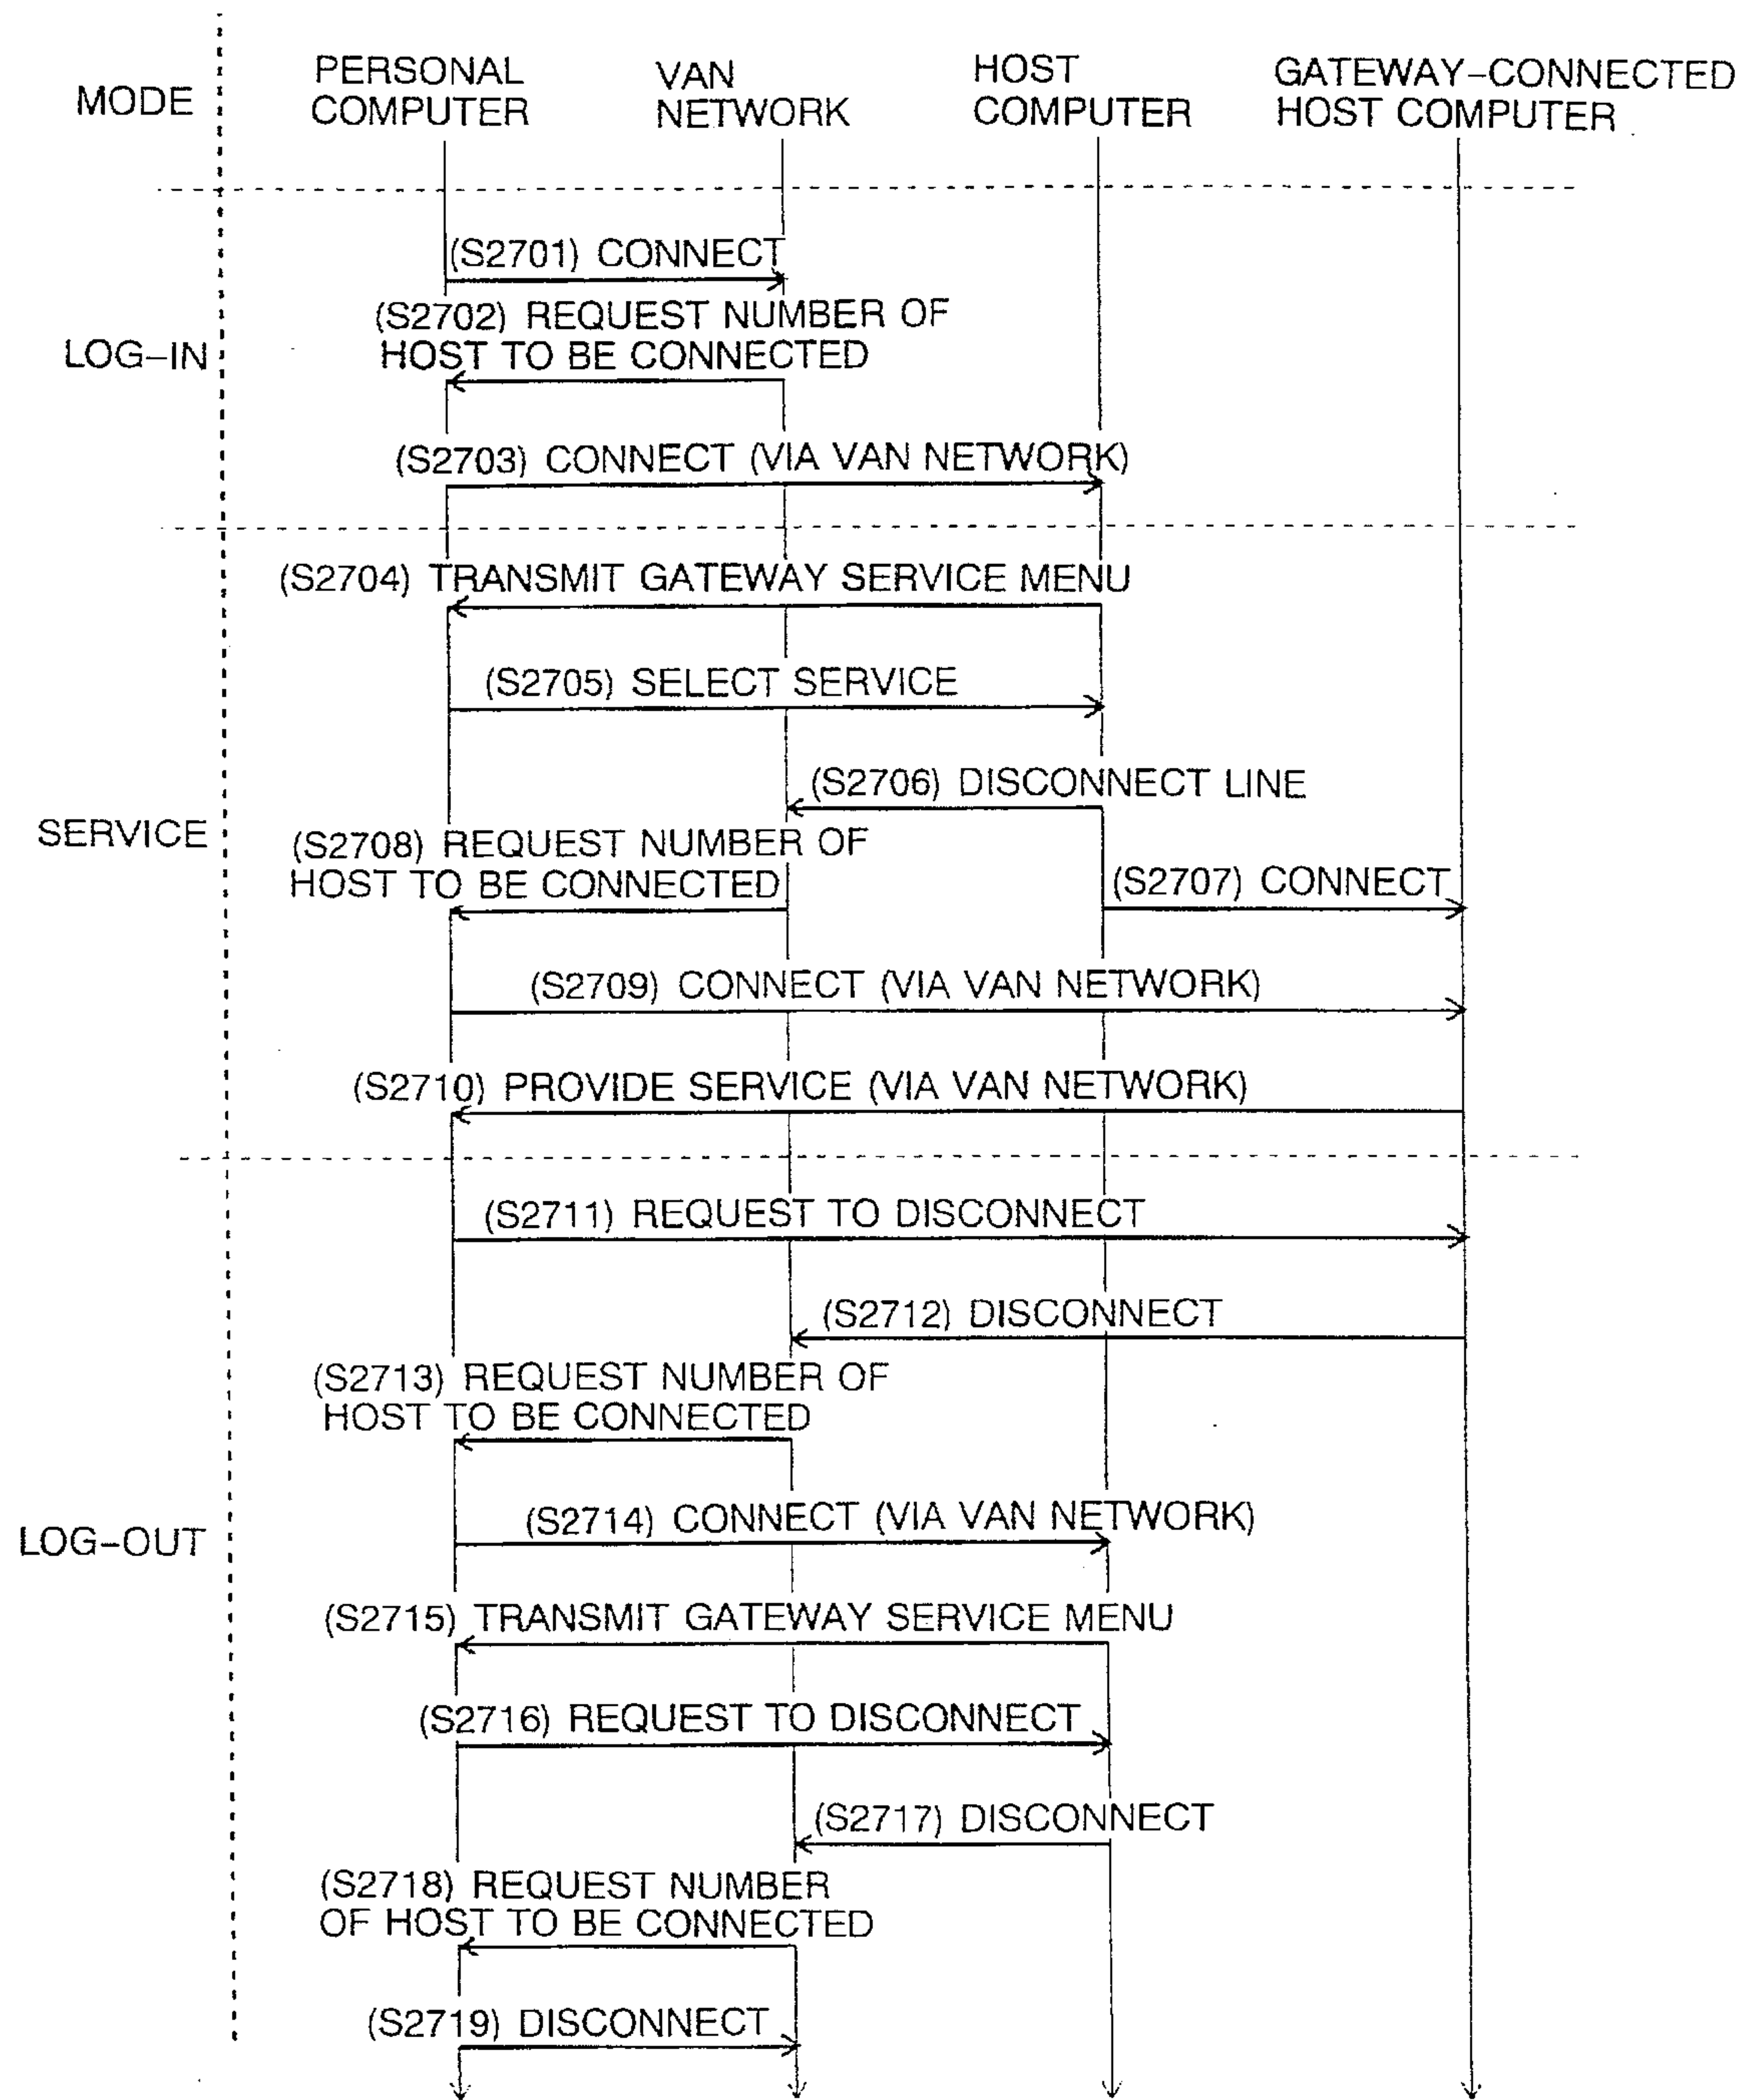 MODE
PERSONAL
COMPUTER
VAN
NETWORK
HOST
COMPUTER
GATEWAY-CONNECTED
HOST COMPUTER
LOG-IN
(S2701) CONNECT
(S2702) REQUEST NUMBER OF
HOST TO BE CONNECTED
(S2703) CONNECT (VIA VAN NETWORK)
SERVICE
(S2704) TRANSMIT GATEWAY SERVICE MENU
(S2705) SELECT SERVICE
(S2706) DISCONNECT LINE
(S2708) REQUEST NUMBER OF
HOST TO BE CONNECTED
(S2707) CONNECT
(S2709) CONNECT (VIA VAN NETWORK)
(S2710) PROVIDE SERVICE (VIA VAN NETWORK)
LOG-OUT
(S2711) REQUEST TO DISCONNECT
(S2712) DISCONNECT
(S2713) REQUEST NUMBER OF
HOST TO BE CONNECTED
(S2714) CONNECT (VIA VAN NETWORK)
(S2715) TRANSMIT GATEWAY SERVICE MENU
(S2716) REQUEST TO DISCONNECT
(S2717) DISCONNECT
(S2718) REQUEST NUMBER
OF HOST TO BE CONNECTED
(S2719) DISCONNECT